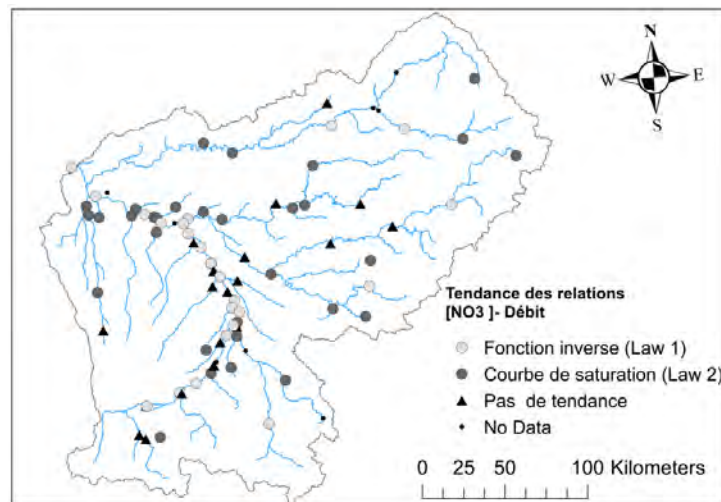 N
W E
S
Tendance des relations
[NO3 ]- Débit
Fonction inverse (Law 1)
Courbe de saturation (Law 2)
Pas de tendance
No Data
0 25 50 100 Kilometers